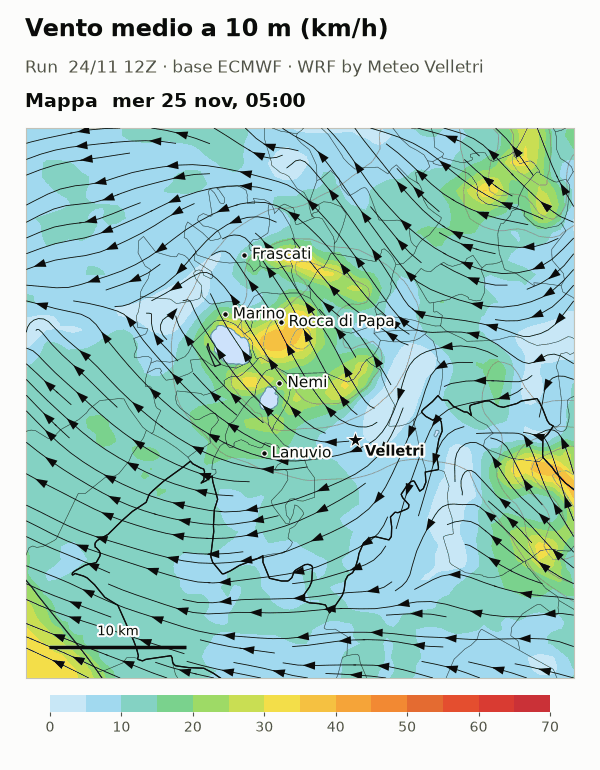 Vento medio a 10 m (km/h)
Run  24/11 12Z · base ECMWF · WRF by Meteo Velletri
Mappa  mer 25 nov, 05:00
Frascati
Marino
Rocca di Papa
Nemi
Velletri
Lanuvio
10 km
0 10 20 30 40 50 60 70